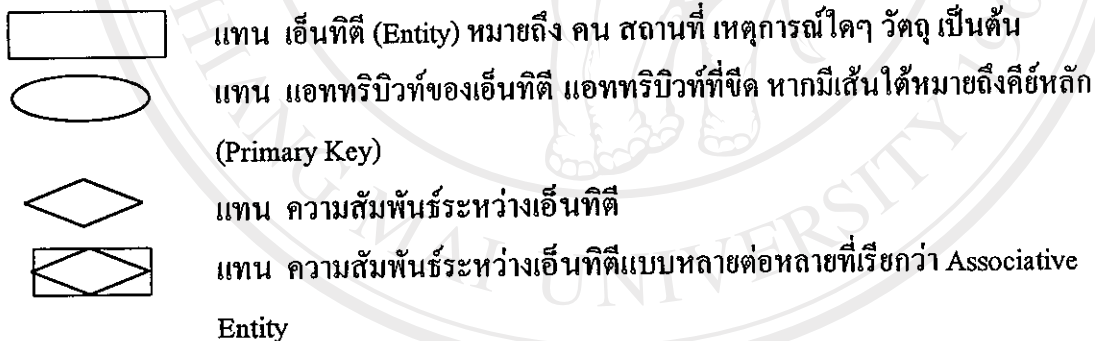 แทน เอ็นทิตี (Entity) หมายถึง คน สถานที่ เหตุการณ์ใดๆ วัตถุ เป็นต้น
แทน แอททริบิวท์ของเอ็นทิตี แอททริบิวท์ที่ขีด หากมีเส้นใต้หมายถึงคีย์หลัก
(Primary Key)
แทน ความสัมพันธ์ระหว่างเอ็นทิตี
แทน ความสัมพันธ์ระหว่างเอ็นทิตีแบบหลายต่อหลายที่เรียกว่า Associative
Entity
MAI UNIVERSITY